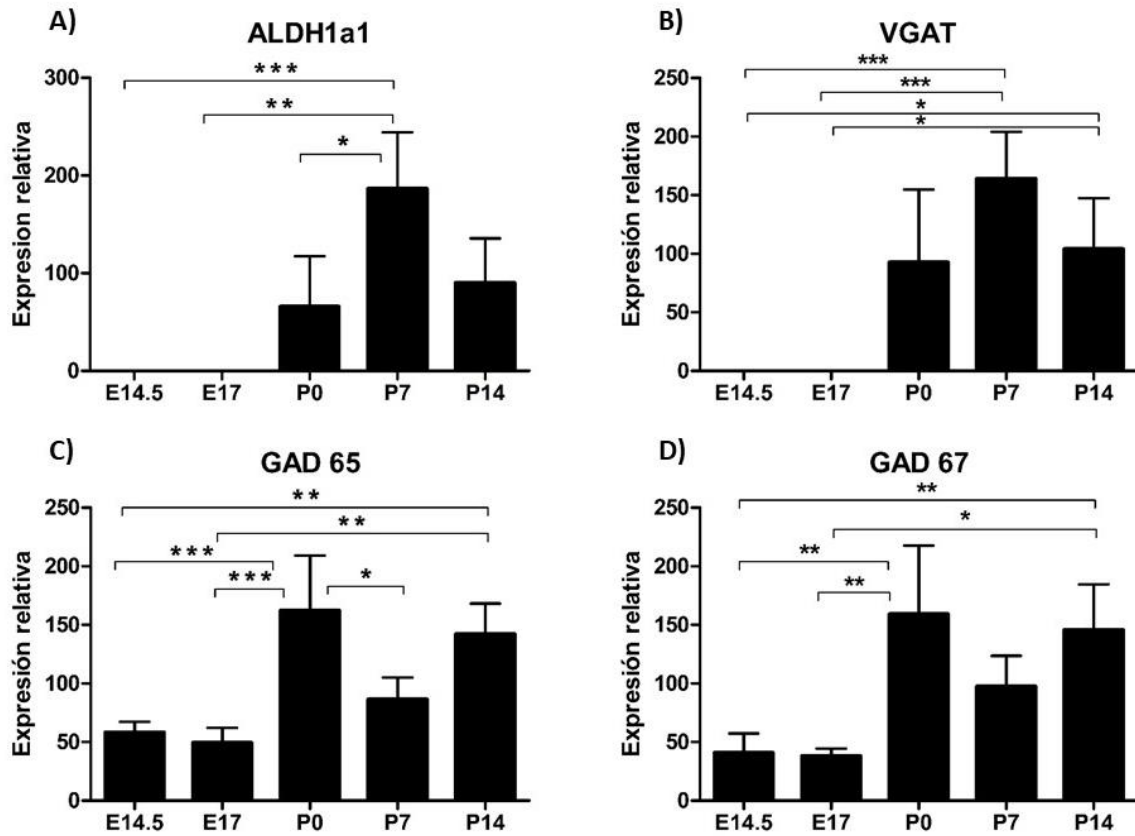 A)
ALDH1a1
Expresion relativa
300
200
100
0
***
**
*
E14.5 E17 P0 P7 P14
B)
VGAT
Expresión relativa
250
200
150
100
50
0
***
***
*
*
E14.5 E17 P0 P7 P14
C)
GAD 65
Expresión relativa
250
200
150
100
50
0
**
**
***
***
*
E14.5 E17 P0 P7 P14
D)
GAD 67
Expresión relativa
250
200
150
100
50
0
**
*
**
**
E14.5 E17 P0 P7 P14